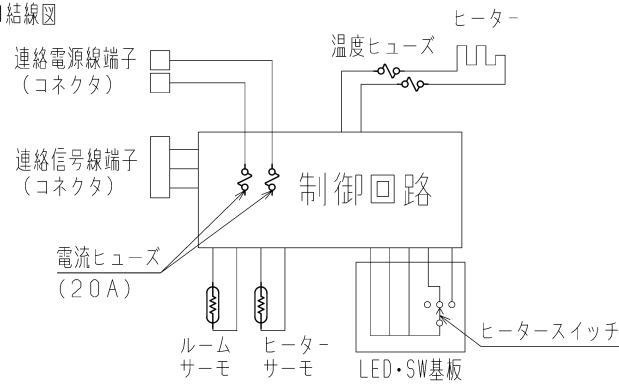 結線図
ヒーター
温度ヒューズ
連絡電源線端子
(コネクタ)
連絡信号線端子
(コネクタ)
制御回路
電流ヒューズ
(20A)
ルーム
サーモ
ヒーター
サーモ
ヒータースイッチ
LED・SW基板